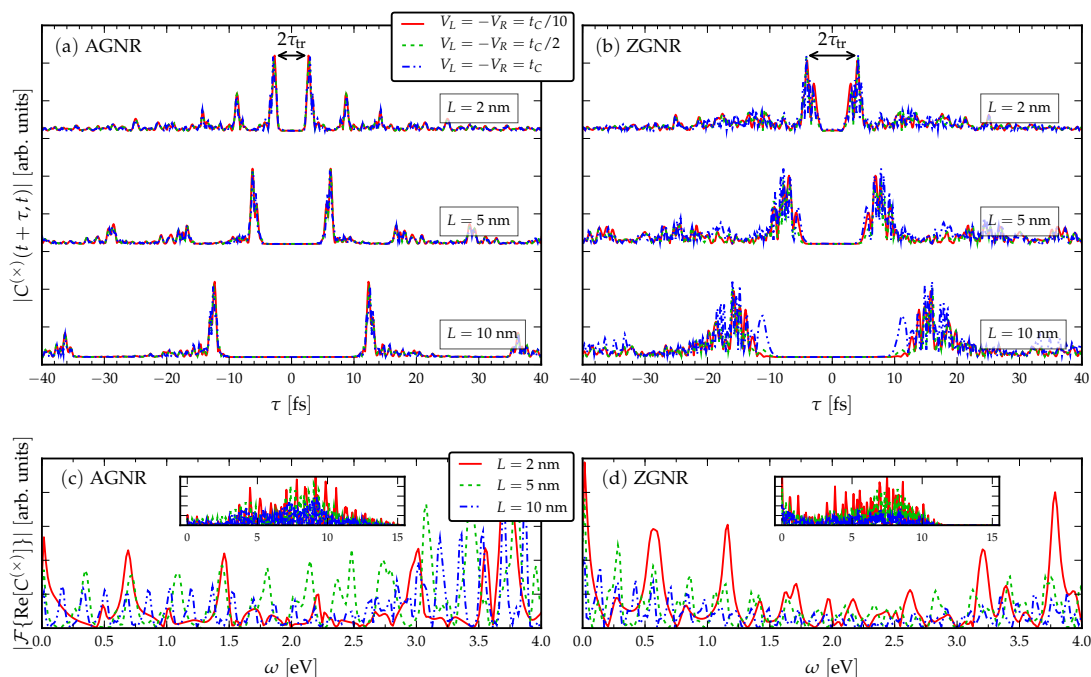 (a) AGNR
2τtr
V_L = −V_R = t_C/10
V_L = −V_R = t_C/2
V_L = −V_R = t_C
(b) ZGNR
2τtr
L = 2 nm
L = 2 nm
L = 5 nm
L = 5 nm
L = 10 nm
L = 10 nm
|C^(×)(t + τ, t)| [arb. units]
−40 −30 −20 −10 0 10 20 30 40
−40 −30 −20 −10 0 10 20 30 40
τ [fs]
τ [fs]
(c) AGNR
L = 2 nm
L = 5 nm
L = 10 nm
(d) ZGNR
0 5 10 15
0 5 10 15
|ℱ{Re[C^(×)]}| [arb. units]
0.0 0.5 1.0 1.5 2.0 2.5 3.0 3.5 4.0
0.0 0.5 1.0 1.5 2.0 2.5 3.0 3.5 4.0
ω [eV]
ω [eV]